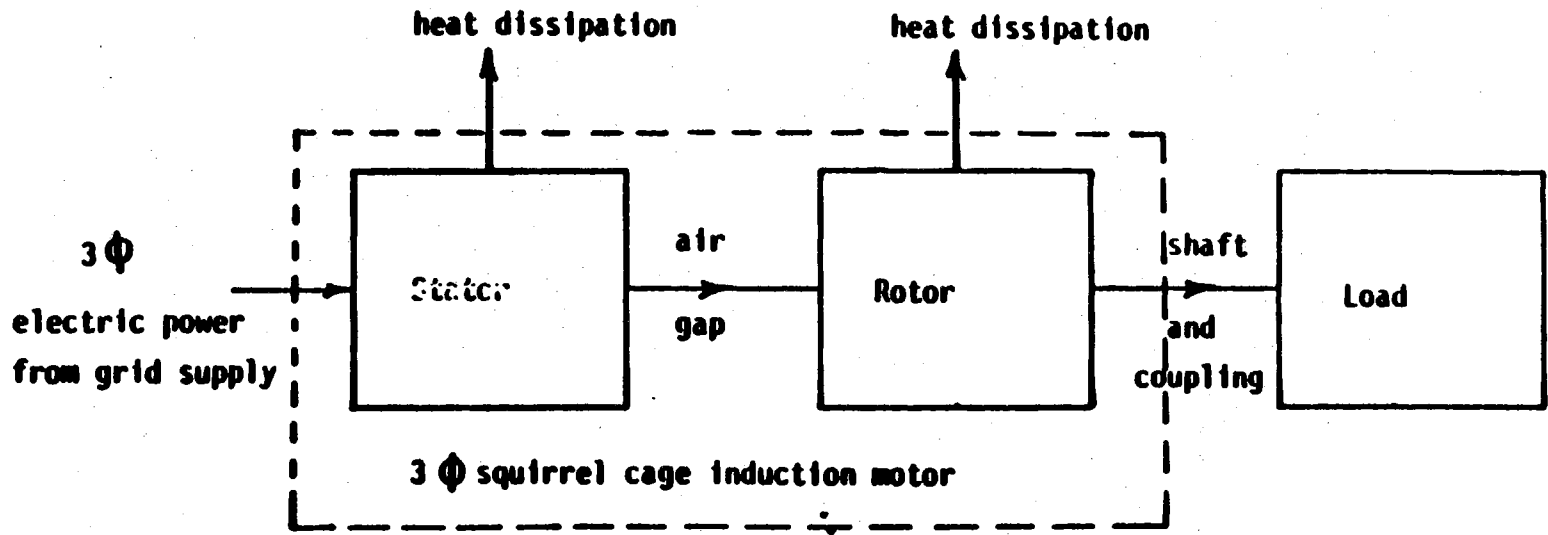 heat dissipation
heat dissipation
3 ф
electric power
from grid supply
Stator
air
gap
Rotor
shaft
and
coupling
Load
3 ф squirrel cage induction motor